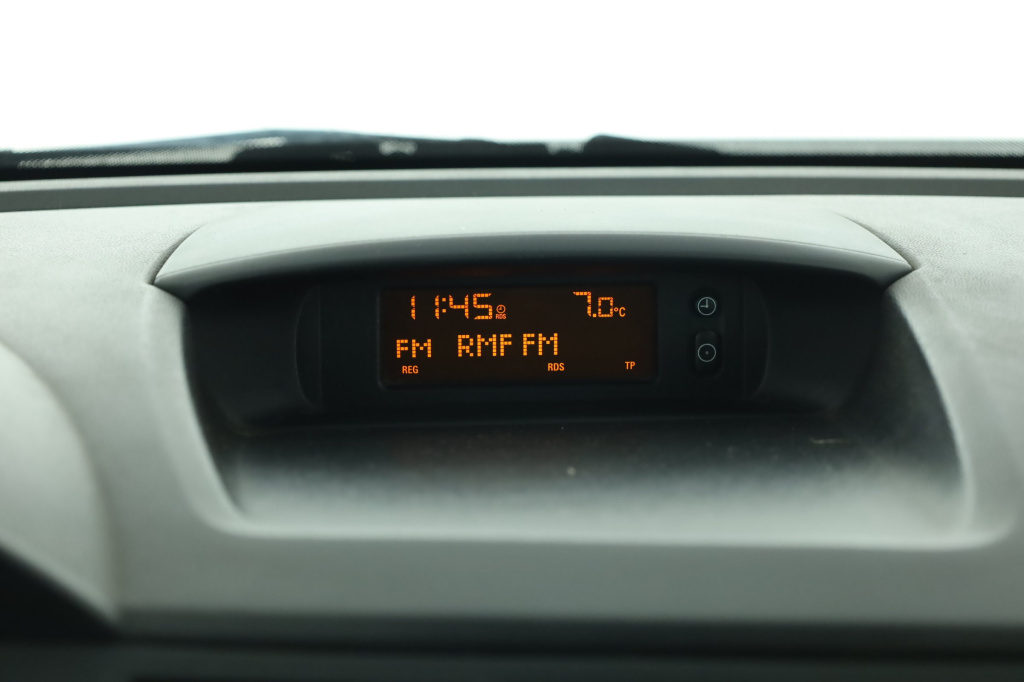 11:45 RDS 7.0°C
FM RMF FM
REG RDS TP